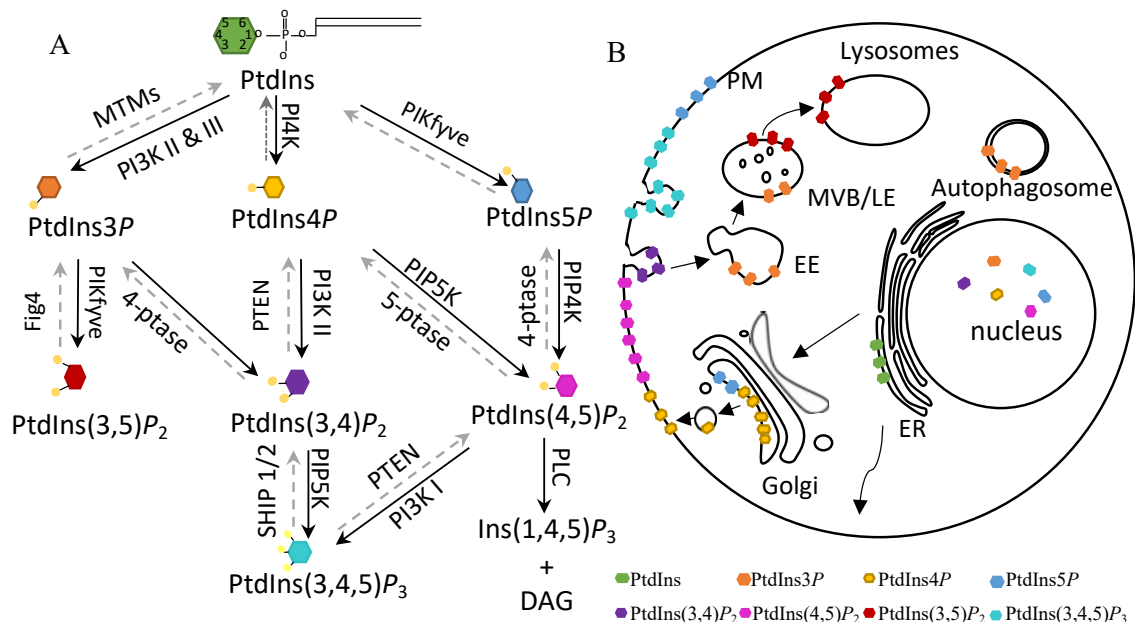 A
5 6
4 1
3 2
o
O
P
O
o
PtdIns
MTMs
PI3K II & III
PI4K
PIKfyve
PtdIns3P
PtdIns4P
PtdIns5P
Fig4
PIKfyve
4-ptase
PTEN
PI3K II
PIP5K
5-ptase
4-ptase
PIP4K
PtdIns(3,5)P2
PtdIns(3,4)P2
PtdIns(4,5)P2
SHIP 1/2
PIP5K
PTEN
PI3K I
PLC
PtdIns(3,4,5)P3
Ins(1,4,5)P3
+
DAG
B
PM
Lysosomes
MVB/LE
Autophagosome
EE
nucleus
ER
Golgi
PtdIns
PtdIns3P
PtdIns4P
PtdIns5P
PtdIns(3,4)P2
PtdIns(4,5)P2
PtdIns(3,5)P2
PtdIns(3,4,5)P3